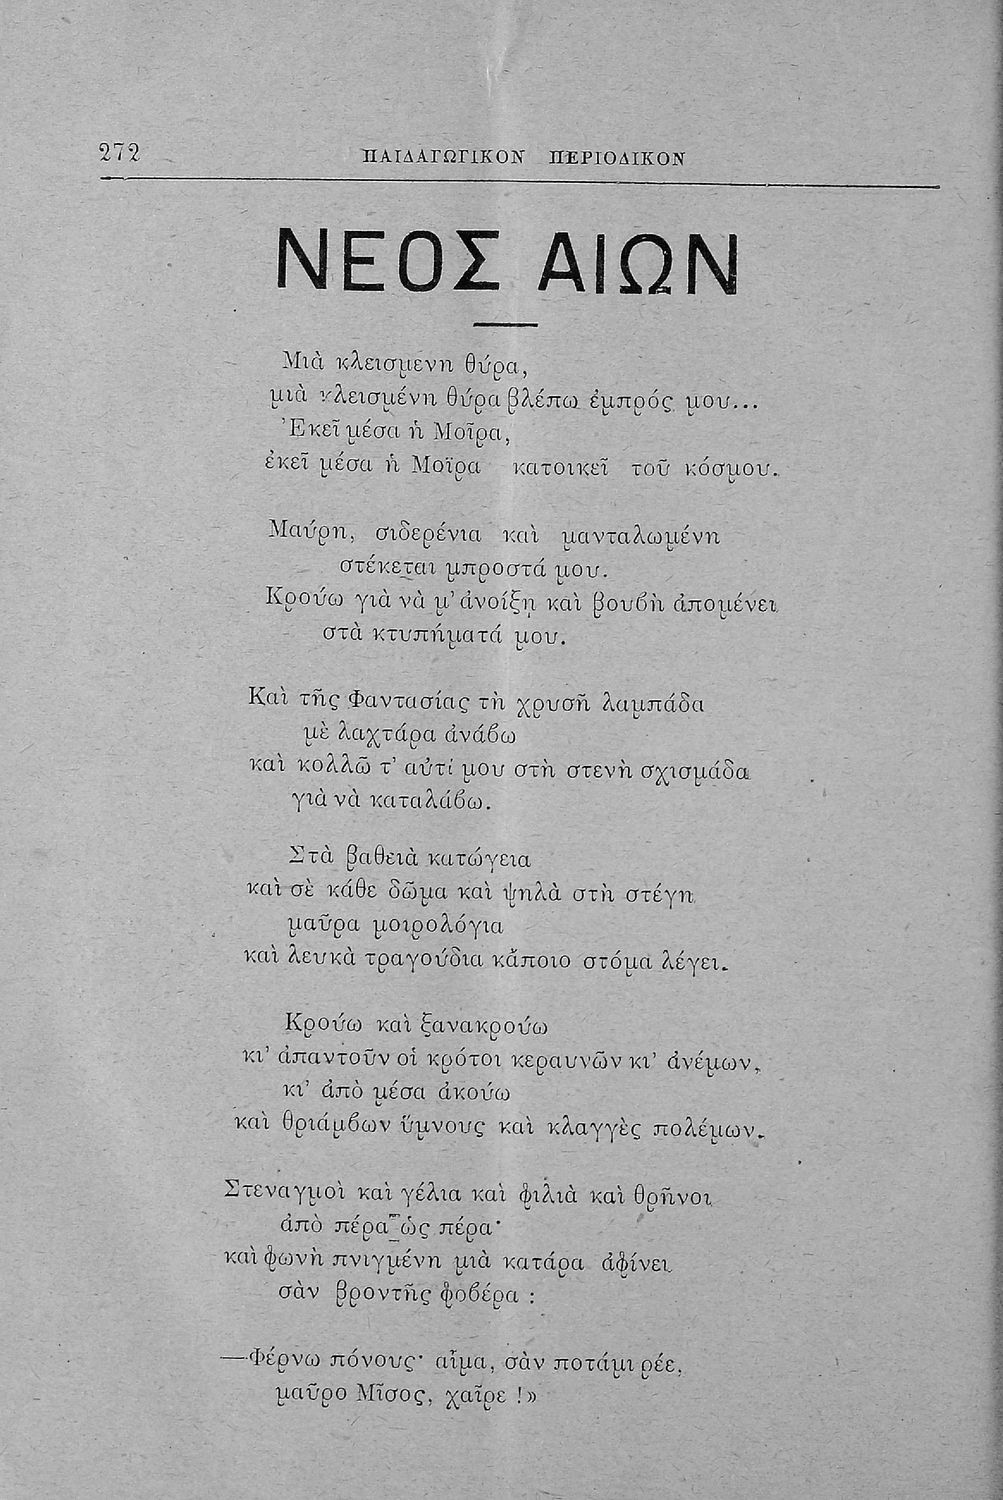 272 ΠΑΙΔΑΓΩΓΙΚΟΝ ΠΕΡΙΟΔΙΚΟΝ
ΝΕΟΣ ΑΙΩΝ
Μιὰ κλεισμενη θύρα,
μιὰ κλεισμένη θύρα βλέπω ἐμπρός μου...
Ἐκεῖ μέσα ἡ Μοῖρα,
ἐκεῖ μέσα ἡ Μοῖρα κατοικεῖ τοῦ κόσμου.
Μαύρη, σιδερένια καὶ μανταλωμένη
στέκεται μπροστά μου.
Κρούω γιὰ νὰ μ' ἀνοίξῃ καὶ βουβὴ ἀπομένει
στὰ κτυπήματά μου.
Καὶ τῆς Φαντασίας τὴ χρυσῆ λαμπάδα
μὲ λαχτάρα ἀνάβω
καὶ κολλῶ τ' αὐτί μου στὴ στενὴ σχισμάδα
γιὰ νὰ καταλάβω.
Στὰ βαθειὰ κατώγεια
καὶ σὲ κάθε δῶμα καὶ ψηλὰ στὴ στέγη
μαῦρα μοιρολόγια
καὶ λευκὰ τραγούδια κἄποιο στόμα λέγει.
Κρούω καὶ ξανακρούω
κι' ἀπαντοῦν οἱ κρότοι κεραυνῶν κι' ἀνέμων,
κι' ἀπὸ μέσα ἀκούω
καὶ θριάμβων ὕμνους καὶ κλαγγὲς πολέμων.
Στεναγμοὶ καὶ γέλια καὶ φιλιὰ καὶ θρῆνοι
ἀπὸ πέρα ὡς πέρα·
καὶ φωνὴ πνιγμένη μιὰ κατάρα ἀφίνει
σὰν βροντῆς φοβέρα :
—Φέρνω πόνους· αἷμα, σὰν ποτάμι ρέε,
μαῦρο Μῖσος, χαῖρε !»